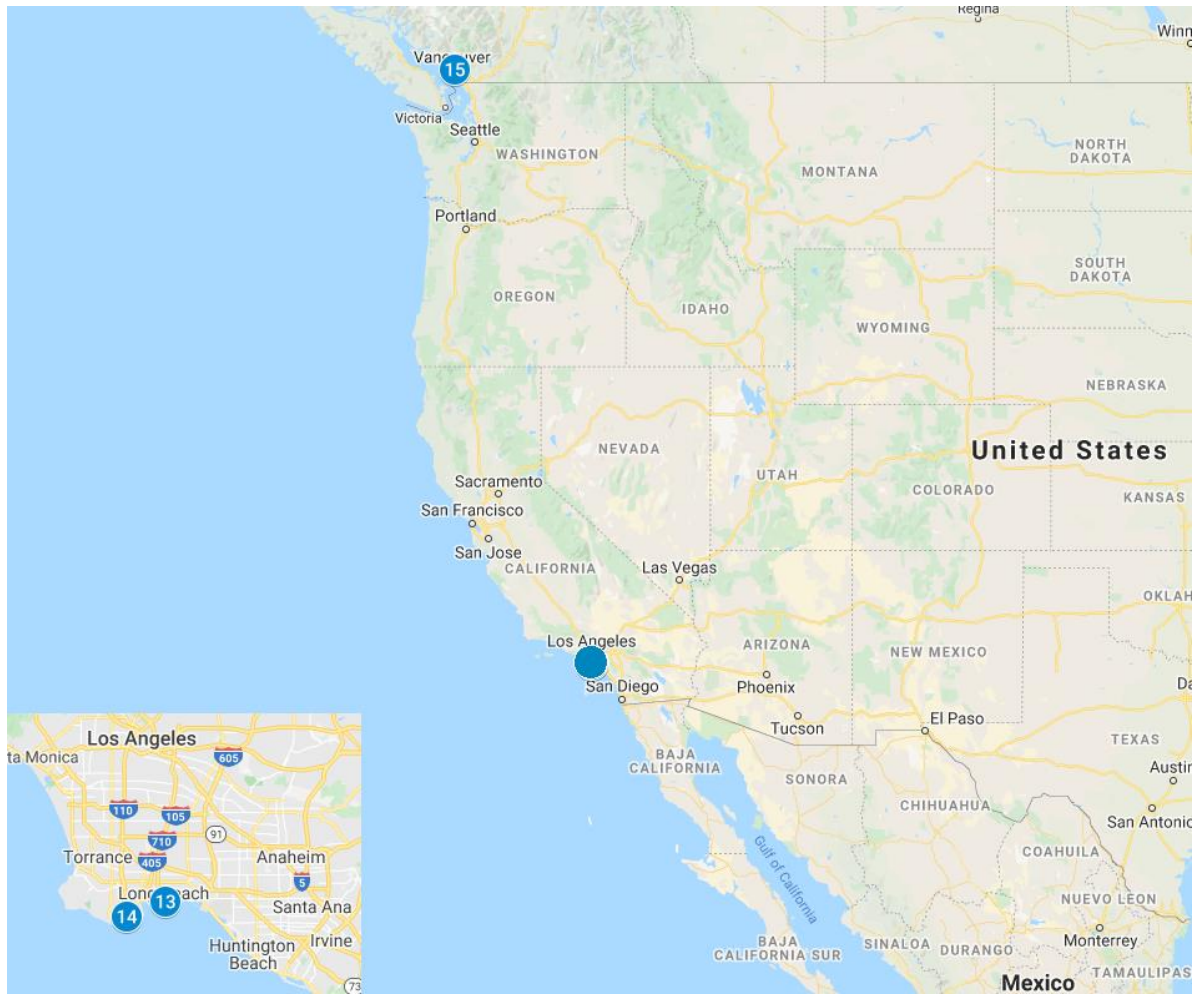 Regina
Winn
Vancouver
15
Victoria
Seattle
WASHINGTON
NORTH
DAKOTA
MONTANA
Portland
SOUTH
DAKOTA
OREGON
IDAHO
WYOMING
NEBRASKA
NEVADA
United States
UTAH
Sacramento
COLORADO
KANSAS
San Francisco
San Jose
CALIFORNIA
Las Vegas
OKLAH
Los Angeles
ARIZONA
NEW MEXICO
San Diego
Phoenix
Da
Tucson
El Paso
BAJA
CALIFORNIA
TEXAS
SONORA
Austin
CHIHUAHUA
San Antonio
COAHUILA
Gulf of California
NUEVO LEON
BAJA
CALIFORNIA SUR
SINALOA
DURANGO
Monterrey
Mexico
TAMAULIPAS
Los Angeles
ta Monica
605
110
105
91
710
Torrance
405
Anaheim
5
Long Beach
13
14
Santa Ana
Huntington
Beach
Irvine
73